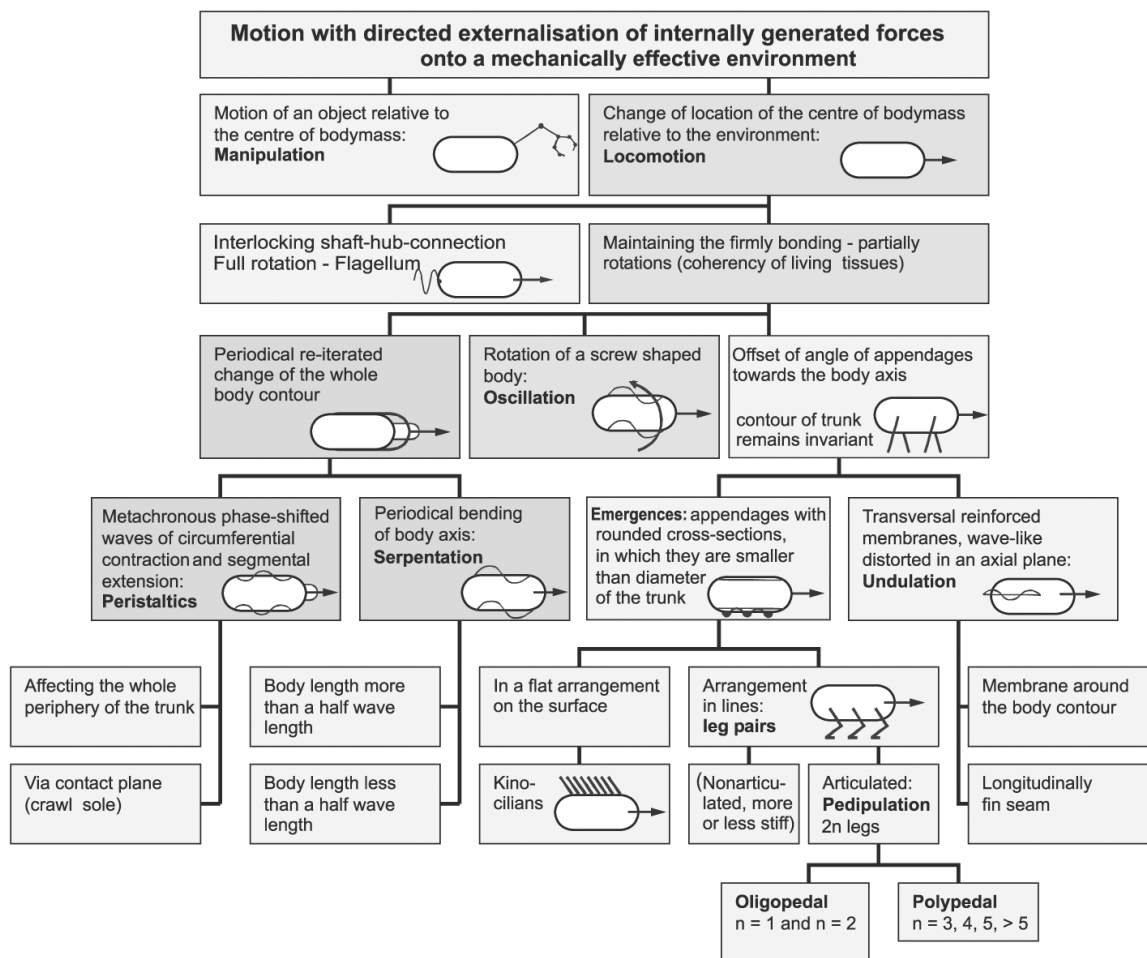 Motion with directed externalisation of internally generated forces
onto a mechanically effective environment
Motion of an object relative to
the centre of bodymass:
Manipulation
Change of location of the centre of bodymass
relative to the environment:
Locomotion
Interlocking shaft-hub-connection
Full rotation - Flagellum
Maintaining the firmly bonding - partially
rotations (coherency of living tissues)
Periodical re-iterated
change of the whole
body contour
Rotation of a screw shaped
body:
Oscillation
Offset of angle of appendages
towards the body axis
contour of trunk
remains invariant
Metachronous phase-shifted
waves of circumferential
contraction and segmental
extension:
Peristaltics
Periodical bending
of body axis:
Serpentation
Emergences: appendages with
rounded cross-sections,
in which they are smaller
than diameter
of the trunk
Transversal reinforced
membranes, wave-like
distorted in an axial plane:
Undulation
Affecting the whole
periphery of the trunk
Body length more
than a half wave
length
In a flat arrangement
on the surface
Arrangement
in lines:
leg pairs
Membrane around
the body contour
Via contact plane
(crawl sole)
Body length less
than a half wave
length
Kino-
cilians
(Nonarticu-
lated, more
or less stiff)
Articulated:
Pedipulation
2n legs
Longitudinally
fin seam
Oligopedal
n = 1 and n = 2
Polypedal
n = 3, 4, 5, > 5